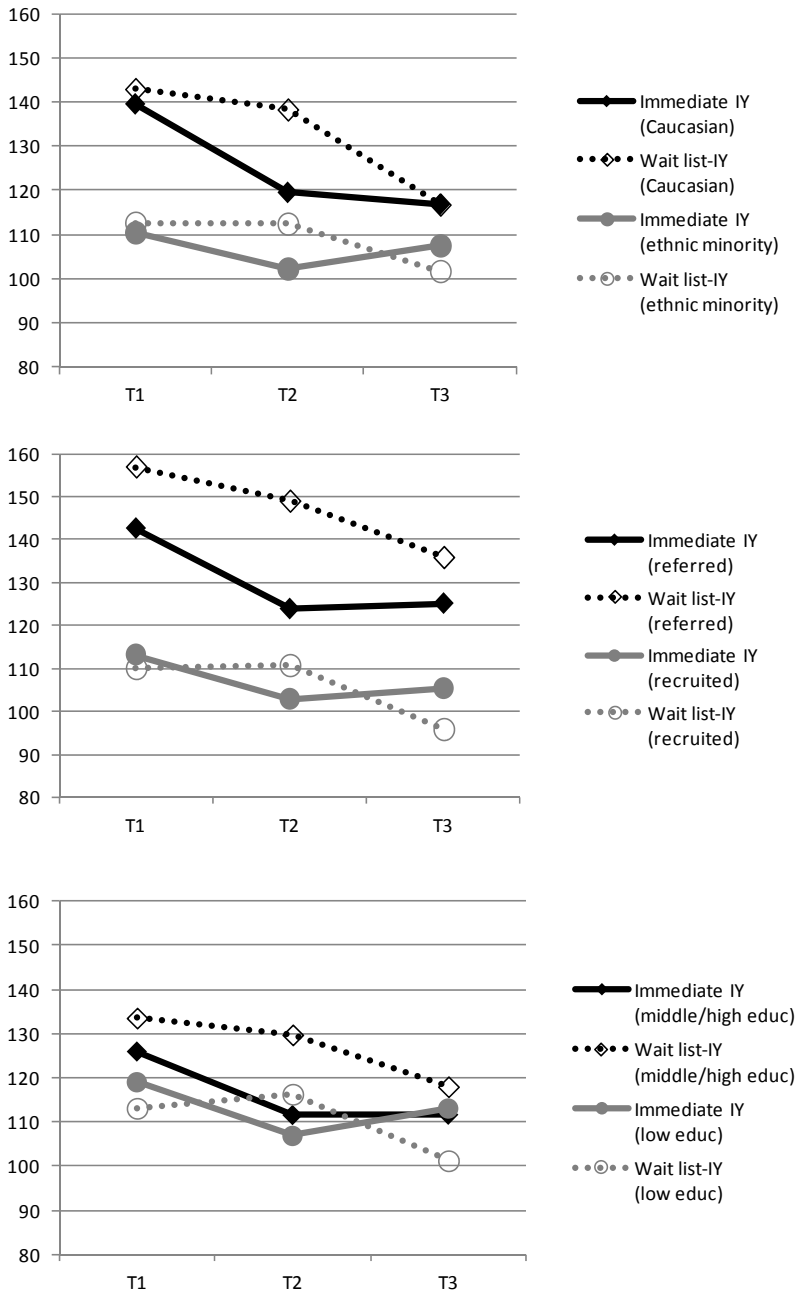 160
150
140
130
120
110
100
90
80
T1 T2 T3
Immediate IY
(Caucasian)
Wait list-IY
(Caucasian)
Immediate IY
(ethnic minority)
Wait list-IY
(ethnic minority)
160
150
140
130
120
110
100
90
80
T1 T2 T3
Immediate IY
(referred)
Wait list-IY
(referred)
Immediate IY
(recruited)
Wait list-IY
(recruited)
160
150
140
130
120
110
100
90
80
T1 T2 T3
Immediate IY
(middle/high educ)
Wait list-IY
(middle/high educ)
Immediate IY
(low educ)
Wait list-IY
(low educ)